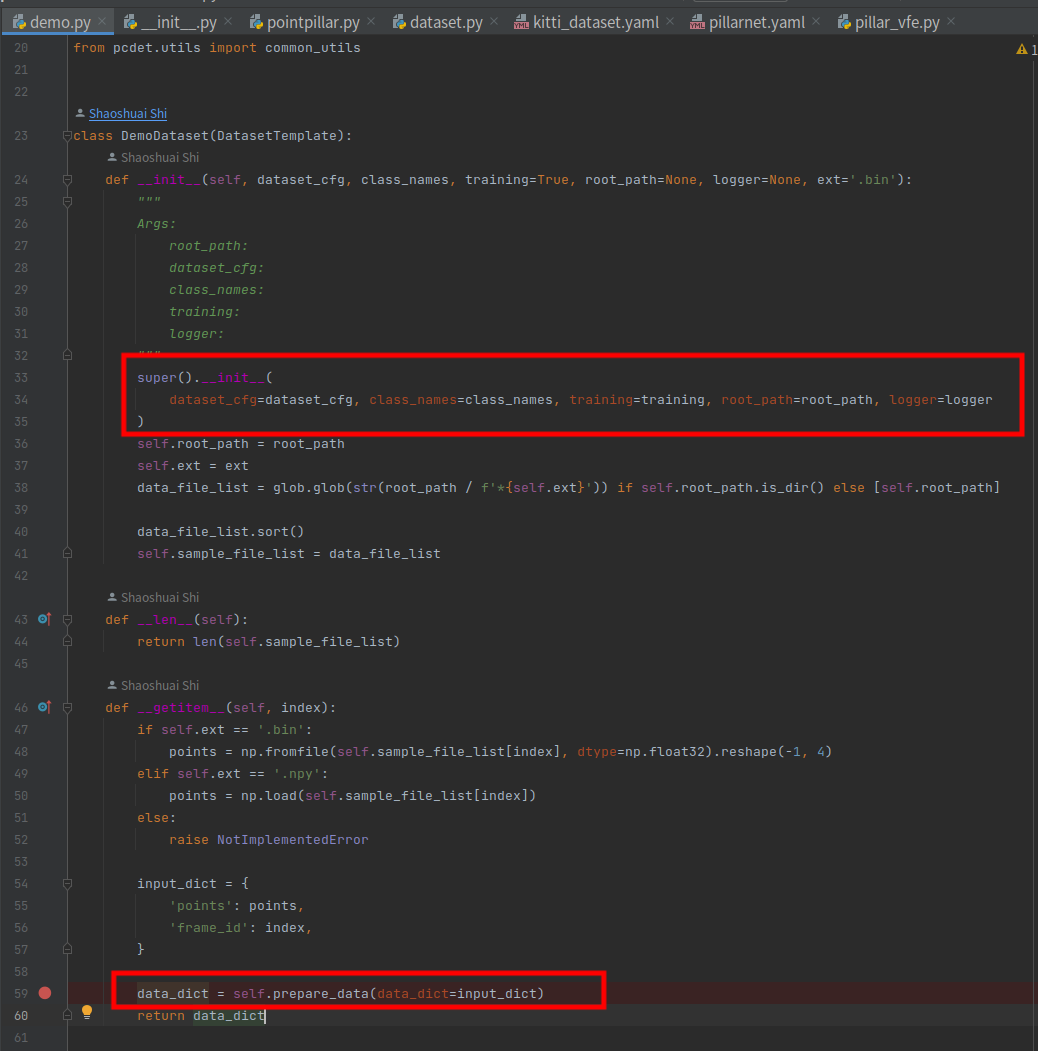 demo.py __init__.py pointpillar.py dataset.py kitti_dataset.yaml pillarnet.yaml pillar_vfe.py
20 from pcdet.utils import common_utils 1
21
22
Shaoshuai Shi
23 class DemoDataset(DatasetTemplate):
Shaoshuai Shi
24 def __init__(self, dataset_cfg, class_names, training=True, root_path=None, logger=None, ext='.bin'):
25 """
26 Args:
27 root_path:
28 dataset_cfg:
29 class_names:
30 training:
31 logger:
32 """
33 super().__init__(
34 dataset_cfg=dataset_cfg, class_names=class_names, training=training, root_path=root_path, logger=logger
35 )
36 self.root_path = root_path
37 self.ext = ext
38 data_file_list = glob.glob(str(root_path / f'*{self.ext}')) if self.root_path.is_dir() else [self.root_path]
39
40 data_file_list.sort()
41 self.sample_file_list = data_file_list
42
Shaoshuai Shi
43 def __len__(self):
44 return len(self.sample_file_list)
45
Shaoshuai Shi
46 def __getitem__(self, index):
47 if self.ext == '.bin':
48 points = np.fromfile(self.sample_file_list[index], dtype=np.float32).reshape(-1, 4)
49 elif self.ext == '.npy':
50 points = np.load(self.sample_file_list[index])
51 else:
52 raise NotImplementedError
53
54 input_dict = {
55 'points': points,
56 'frame_id': index,
57 }
58
59 data_dict = self.prepare_data(data_dict=input_dict)
60 return data_dict
61